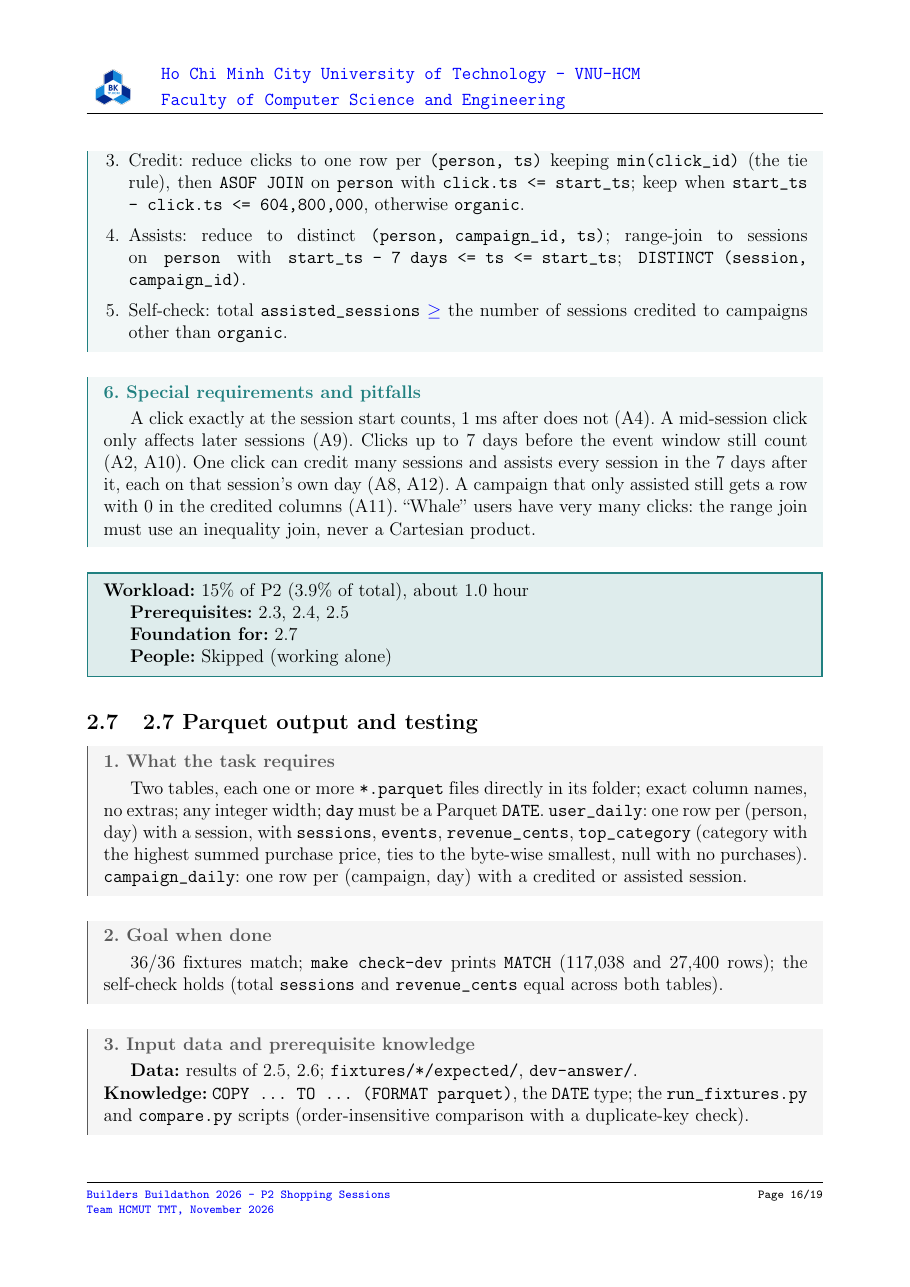 BK
Ho Chi Minh City University of Technology - VNU-HCM
Faculty of Computer Science and Engineering
3. Credit: reduce clicks to one row per (person, ts) keeping min(click_id) (the tie
rule), then ASOF JOIN on person with click.ts <= start_ts; keep when start_ts
- click.ts <= 604,800,000, otherwise organic.
4. Assists: reduce to distinct (person, campaign_id, ts); range-join to sessions
on person with start_ts - 7 days <= ts <= start_ts; DISTINCT (session,
campaign_id).
5. Self-check: total assisted_sessions ≥ the number of sessions credited to campaigns
other than organic.
6. Special requirements and pitfalls
A click exactly at the session start counts, 1 ms after does not (A4). A mid-session click
only affects later sessions (A9). Clicks up to 7 days before the event window still count
(A2, A10). One click can credit many sessions and assists every session in the 7 days after
it, each on that session's own day (A8, A12). A campaign that only assisted still gets a row
with 0 in the credited columns (A11). “Whale” users have very many clicks: the range join
must use an inequality join, never a Cartesian product.
Workload: 15% of P2 (3.9% of total), about 1.0 hour
Prerequisites: 2.3, 2.4, 2.5
Foundation for: 2.7
People: Skipped (working alone)
2.7 2.7 Parquet output and testing
1. What the task requires
Two tables, each one or more *.parquet files directly in its folder; exact column names,
no extras; any integer width; day must be a Parquet DATE. user_daily: one row per (person,
day) with a session, with sessions, events, revenue_cents, top_category (category with
the highest summed purchase price, ties to the byte-wise smallest, null with no purchases).
campaign_daily: one row per (campaign, day) with a credited or assisted session.
2. Goal when done
36/36 fixtures match; make check-dev prints MATCH (117,038 and 27,400 rows); the
self-check holds (total sessions and revenue_cents equal across both tables).
3. Input data and prerequisite knowledge
Data: results of 2.5, 2.6; fixtures/*/expected/, dev-answer/.
Knowledge: COPY ... TO ... (FORMAT parquet), the DATE type; the run_fixtures.py
and compare.py scripts (order-insensitive comparison with a duplicate-key check).
Builders Buildathon 2026 - P2 Shopping Sessions
Team HCMUT TMT, November 2026
Page 16/19